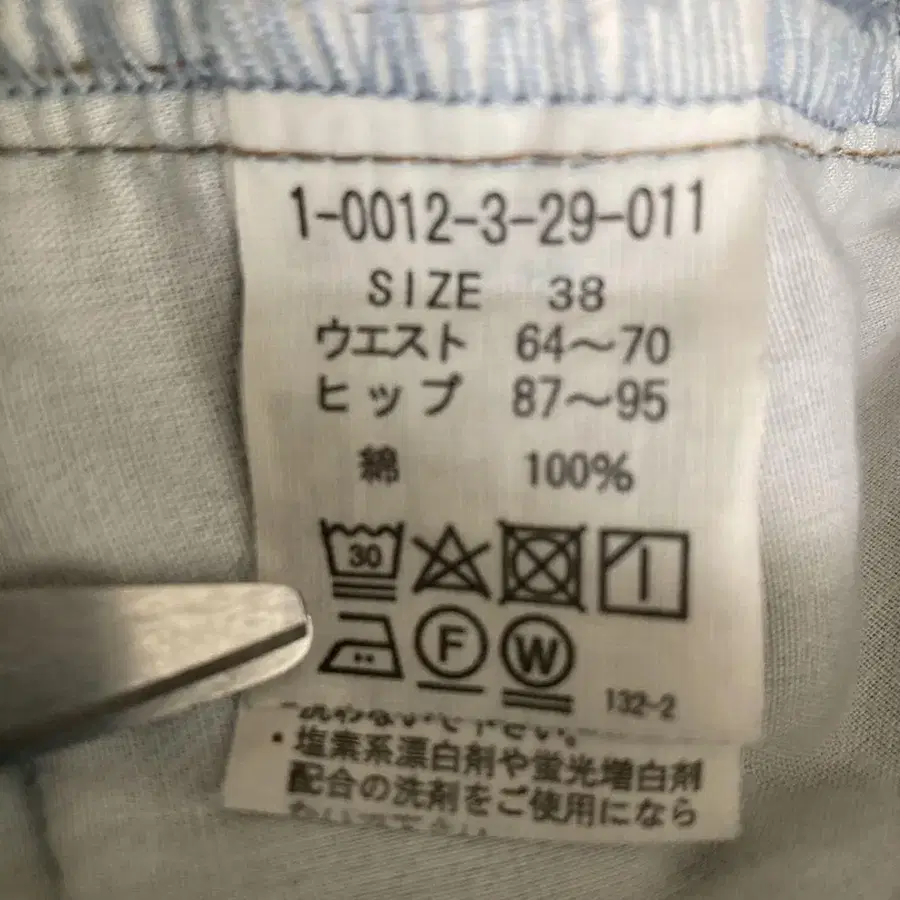 1-0012-3-29-011
SIZE 38
ウエスト 64～70
ヒップ 87～95
綿 100%
30
F W 132-2
・塩素系漂白剤や蛍光増白剤
配合の洗剤をご使用になら